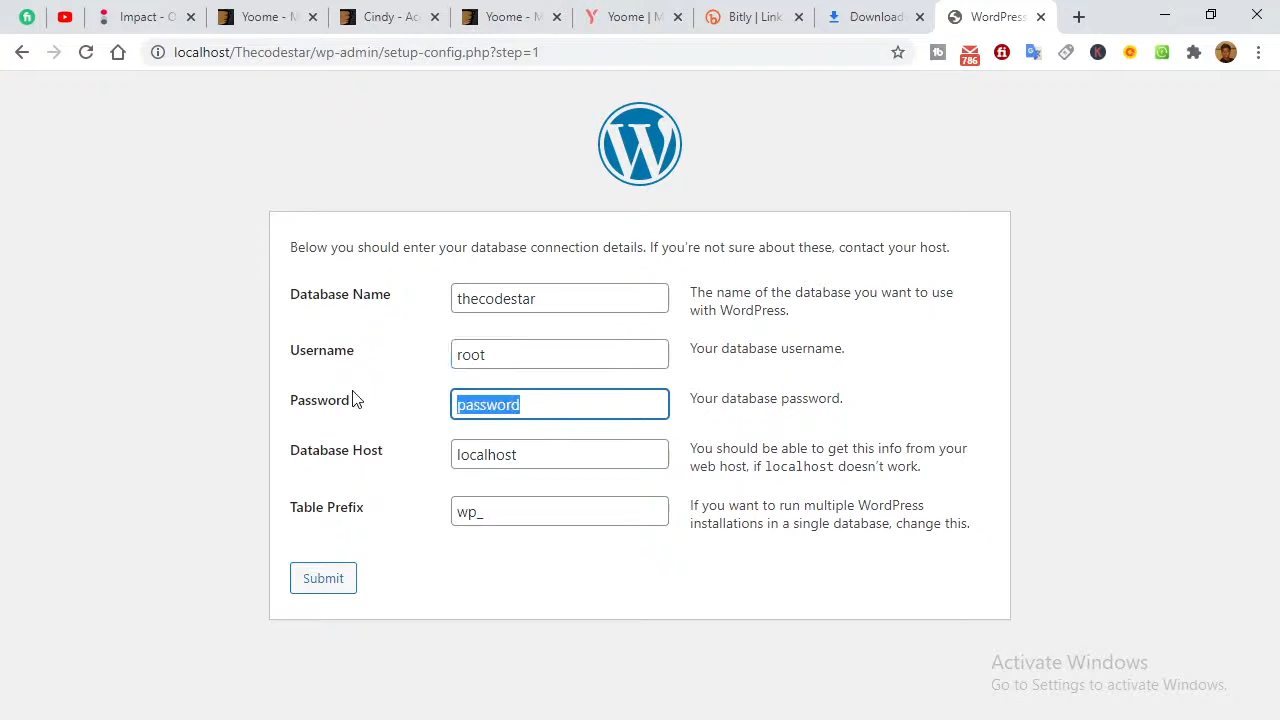 Impact - O
Yoome - M
Cindy - Ac
Yoome - M
Yoome | M
Bitly | Link
Download
WordPress
localhost/Thecodestar/wp-admin/setup-config.php?step=1
786
Below you should enter your database connection details. If you're not sure about these, contact your host.
Database Name
thecodestar
The name of the database you want to use
with WordPress.
Username
root
Your database username.
Password
password
Your database password.
Database Host
localhost
You should be able to get this info from your
web host, if localhost doesn't work.
Table Prefix
wp_
If you want to run multiple WordPress
installations in a single database, change this.
Submit
Activate Windows
Go to Settings to activate Windows.